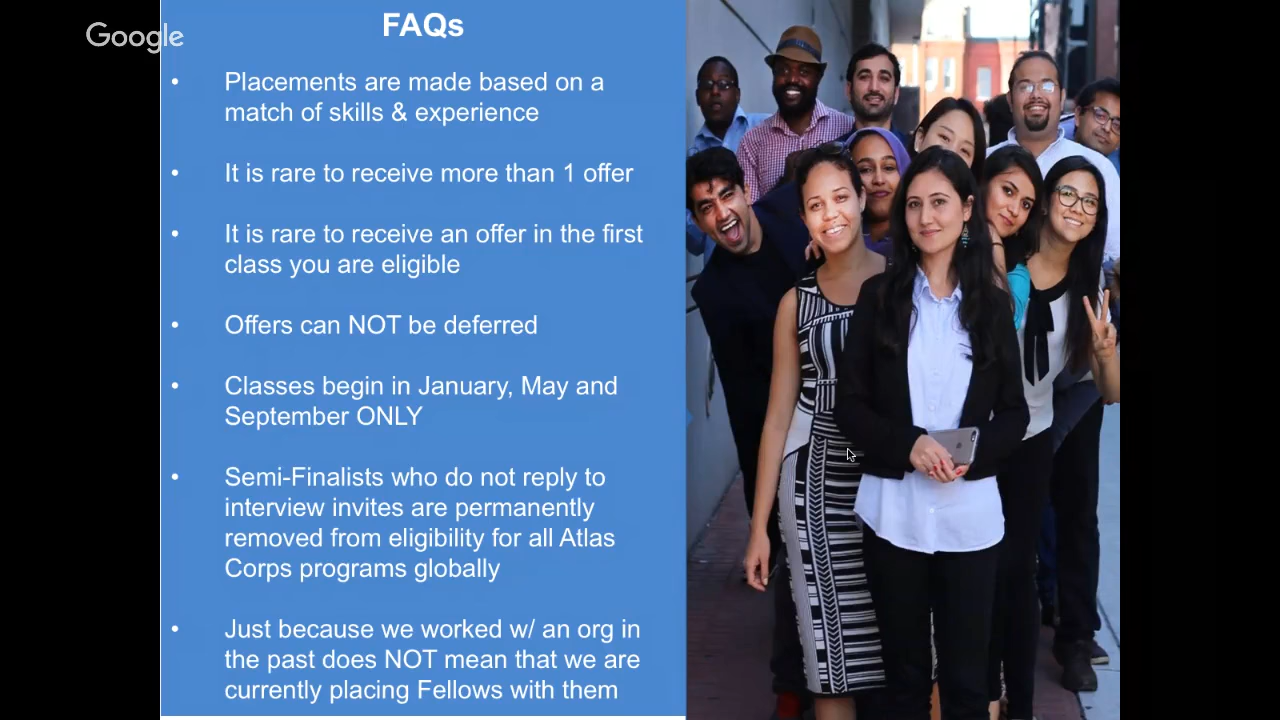 Google
FAQs
• Placements are made based on a
match of skills & experience
• It is rare to receive more than 1 offer
• It is rare to receive an offer in the first
class you are eligible
• Offers can NOT be deferred
• Classes begin in January, May and
September ONLY
• Semi-Finalists who do not reply to
interview invites are permanently
removed from eligibility for all Atlas
Corps programs globally
• Just because we worked w/ an org in
the past does NOT mean that we are
currently placing Fellows with them